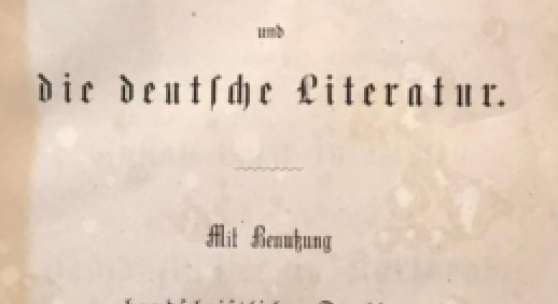 und
die deutſche Literatur.
Mit Benutzung